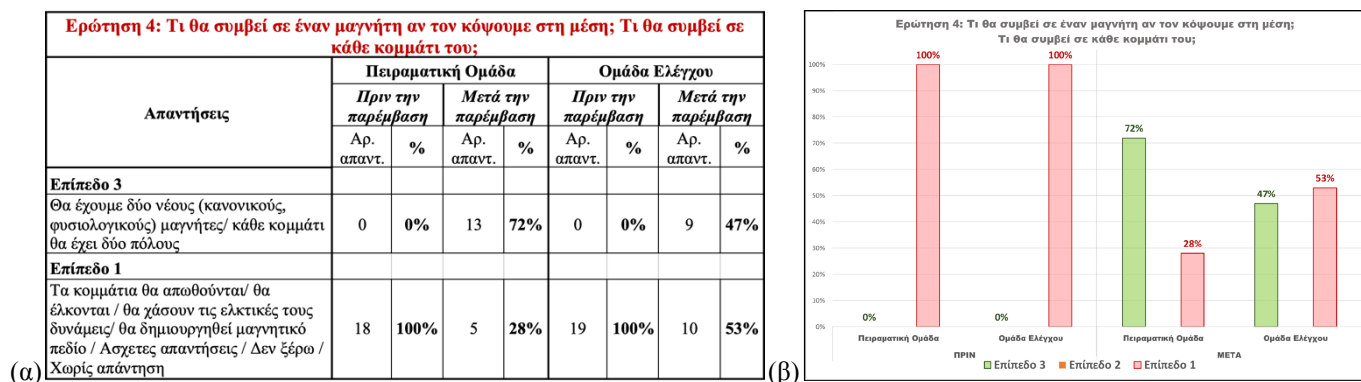 Ερώτηση 4: Τι θα συμβεί σε έναν μαγνήτη αν τον κόψουμε στη μέση; Τι θα συμβεί σε
κάθε κομμάτι του;
Απαντήσεις
Πειραματική Ομάδα
Ομάδα Ελέγχου
Πριν την παρέμβαση
Μετά την παρέμβαση
Πριν την παρέμβαση
Μετά την παρέμβαση
Αρ. απαντ. % Αρ. απαντ. % Αρ. απαντ. % Αρ. απαντ. %
Επίπεδο 3
Θα έχουμε δύο νέους (κανονικούς,
φυσιολογικούς) μαγνήτες/ κάθε κομμάτι
θα έχει δύο πόλους
0 0% 13 72% 0 0% 9 47%
Επίπεδο 1
Τα κομμάτια θα απωθούνται/ θα
έλκονται / θα χάσουν τις ελκτικές τους
δυνάμεις/ θα δημιουργηθεί μαγνητικό
πεδίο / Ασχετες απαντήσεις / Δεν ξέρω /
Χωρίς απάντηση
18 100% 5 28% 19 100% 10 53%
(α)
Ερώτηση 4: Τι θα συμβεί σε έναν μαγνήτη αν τον κόψουμε στη μέση;
Τι θα συμβεί σε κάθε κομμάτι του;
100%
90%
80%
70%
60%
50%
40%
30%
20%
10%
0%
0% 100% 0% 100% 72% 28% 47% 53%
Πειραματική Ομάδα Ομάδα Ελέγχου Πειραματική Ομάδα Ομάδα Ελέγχου
ΠΡΙΝ ΜΕΤΑ
Επίπεδο 3 Επίπεδο 2 Επίπεδο 1
(β)